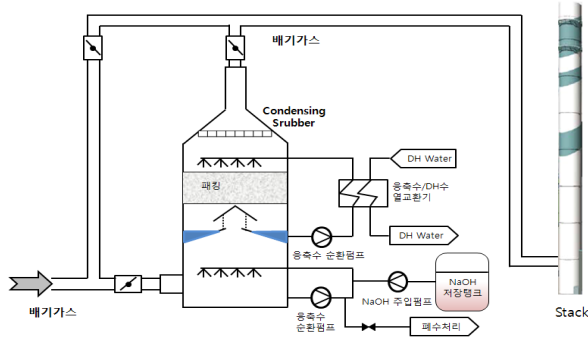 배기가스
Condensing
Srubber
DH Water
패킹
응축수/DH수
열교환기
DH Water
응축수 순환펌프
NaOH
저장탱크
NaOH 주입펌프
배기가스
응축수
순환펌프
폐수처리
Stack